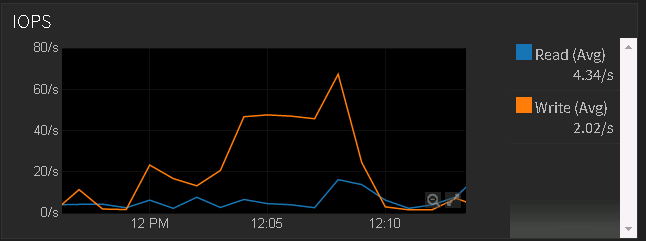 IOPS
80/s
60/s
40/s
20/s
0/s
12 PM
12:05
12:10
Read (Avg)
4.34/s
Write (Avg)
2.02/s